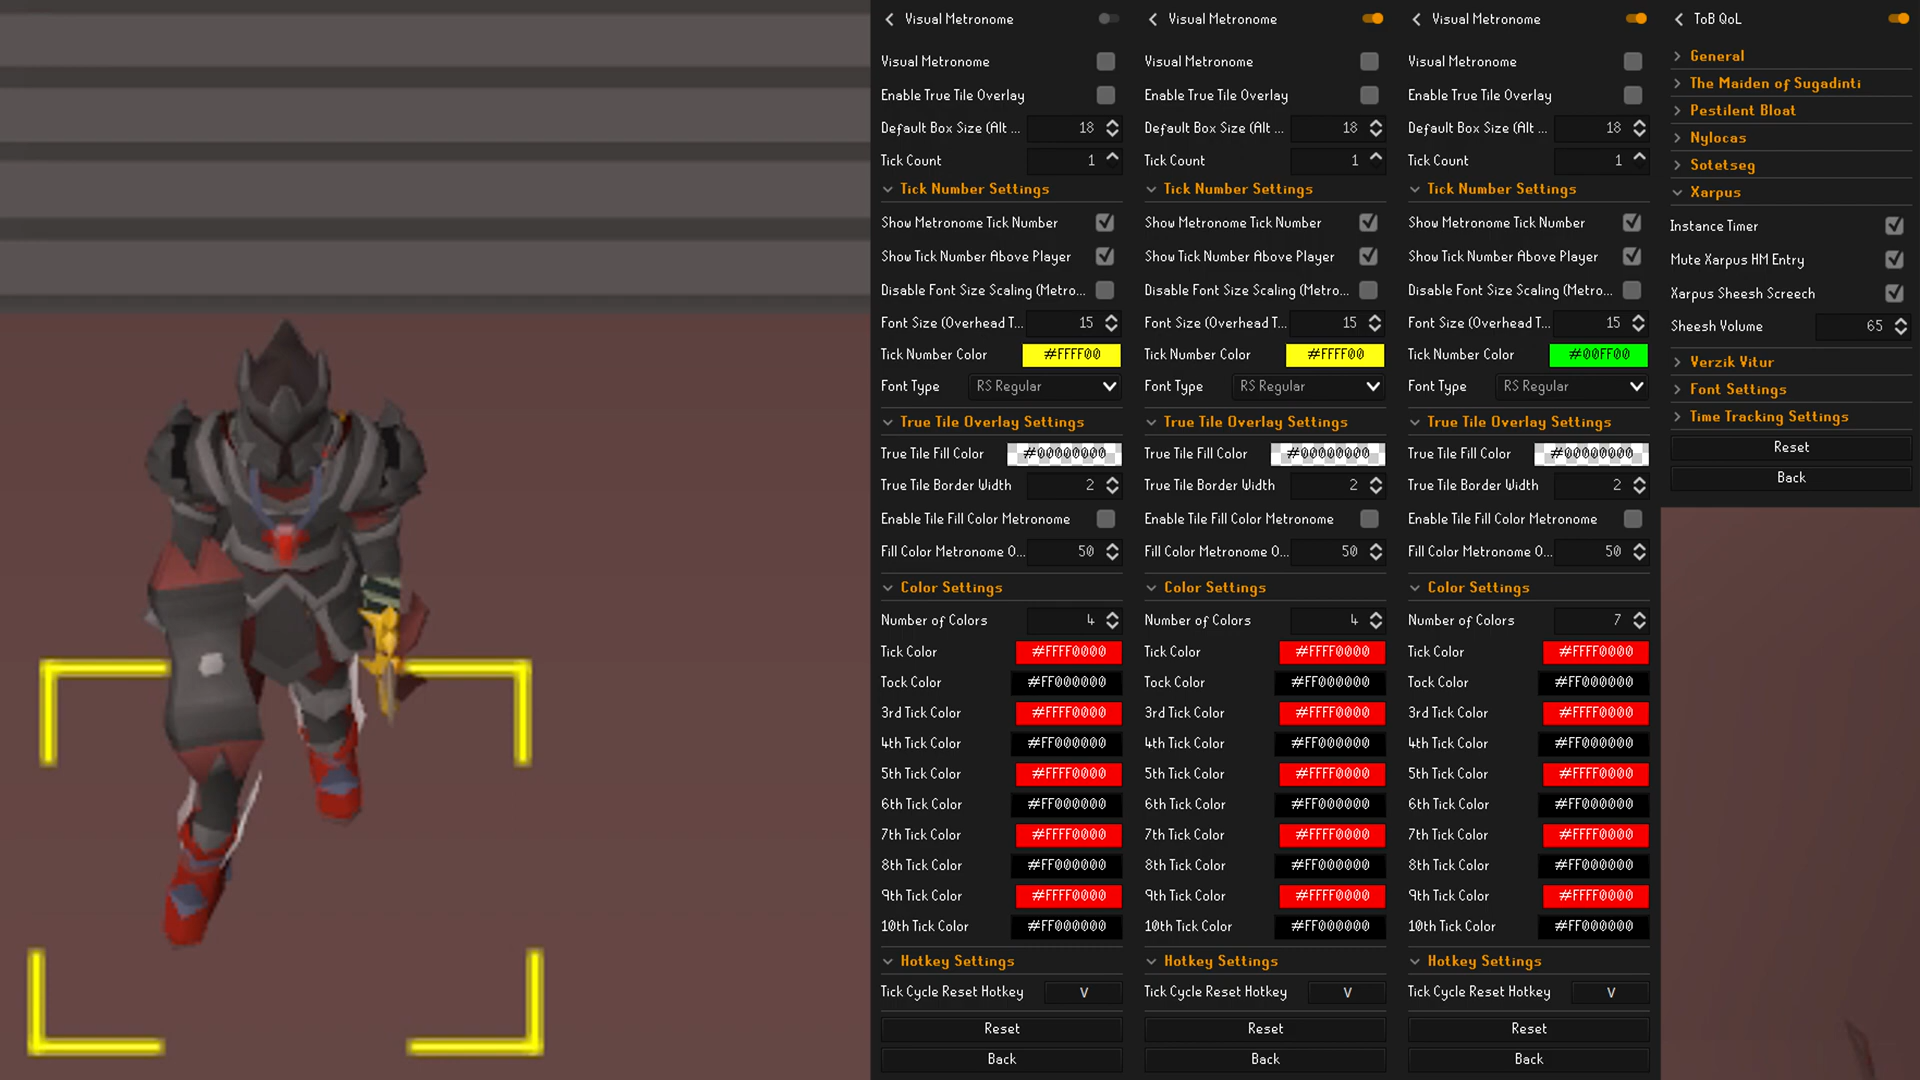 Visual Metronome
Visual Metronome
Enable True Tile Overlay
Default Box Size (Alt ... 18
Tick Count 1
Tick Number Settings
Show Metronome Tick Number
Show Tick Number Above Player
Disable Font Size Scaling (Metro...
Font Size (Overhead T... 15
Tick Number Color #FFFF00
Font Type RS Regular
True Tile Overlay Settings
True Tile Fill Color #00000000
True Tile Border Width 2
Enable Tile Fill Color Metronome
Fill Color Metronome O... 50
Color Settings
Number of Colors 4
Tick Color #FFFF0000
Tock Color #FF000000
3rd Tick Color #FFFF0000
4th Tick Color #FF000000
5th Tick Color #FFFF0000
6th Tick Color #FF000000
7th Tick Color #FFFF0000
8th Tick Color #FF000000
9th Tick Color #FFFF0000
10th Tick Color #FF000000
Hotkey Settings
Tick Cycle Reset Hotkey V
Reset
Back
Visual Metronome
Visual Metronome
Enable True Tile Overlay
Default Box Size (Alt ... 18
Tick Count 1
Tick Number Settings
Show Metronome Tick Number
Show Tick Number Above Player
Disable Font Size Scaling (Metro...
Font Size (Overhead T... 15
Tick Number Color #FFFF00
Font Type RS Regular
True Tile Overlay Settings
True Tile Fill Color #00000000
True Tile Border Width 2
Enable Tile Fill Color Metronome
Fill Color Metronome O... 50
Color Settings
Number of Colors 4
Tick Color #FFFF0000
Tock Color #FF000000
3rd Tick Color #FFFF0000
4th Tick Color #FF000000
5th Tick Color #FFFF0000
6th Tick Color #FF000000
7th Tick Color #FFFF0000
8th Tick Color #FF000000
9th Tick Color #FFFF0000
10th Tick Color #FF000000
Hotkey Settings
Tick Cycle Reset Hotkey V
Reset
Back
Visual Metronome
Visual Metronome
Enable True Tile Overlay
Default Box Size (Alt ... 18
Tick Count 1
Tick Number Settings
Show Metronome Tick Number
Show Tick Number Above Player
Disable Font Size Scaling (Metro...
Font Size (Overhead T... 15
Tick Number Color #00FF00
Font Type RS Regular
True Tile Overlay Settings
True Tile Fill Color #00000000
True Tile Border Width 2
Enable Tile Fill Color Metronome
Fill Color Metronome O... 50
Color Settings
Number of Colors 7
Tick Color #FFFF0000
Tock Color #FF000000
3rd Tick Color #FFFF0000
4th Tick Color #FF000000
5th Tick Color #FFFF0000
6th Tick Color #FF000000
7th Tick Color #FFFF0000
8th Tick Color #FF000000
9th Tick Color #FFFF0000
10th Tick Color #FF000000
Hotkey Settings
Tick Cycle Reset Hotkey V
Reset
Back
ToB QoL
General
The Maiden of Sugadinti
Pestilent Bloat
Nylocas
Sotetseg
Xarpus
Instance Timer
Mute Xarpus HM Entry
Xarpus Sheesh Screech
Sheesh Volume 65
Verzik Vitur
Font Settings
Time Tracking Settings
Reset
Back